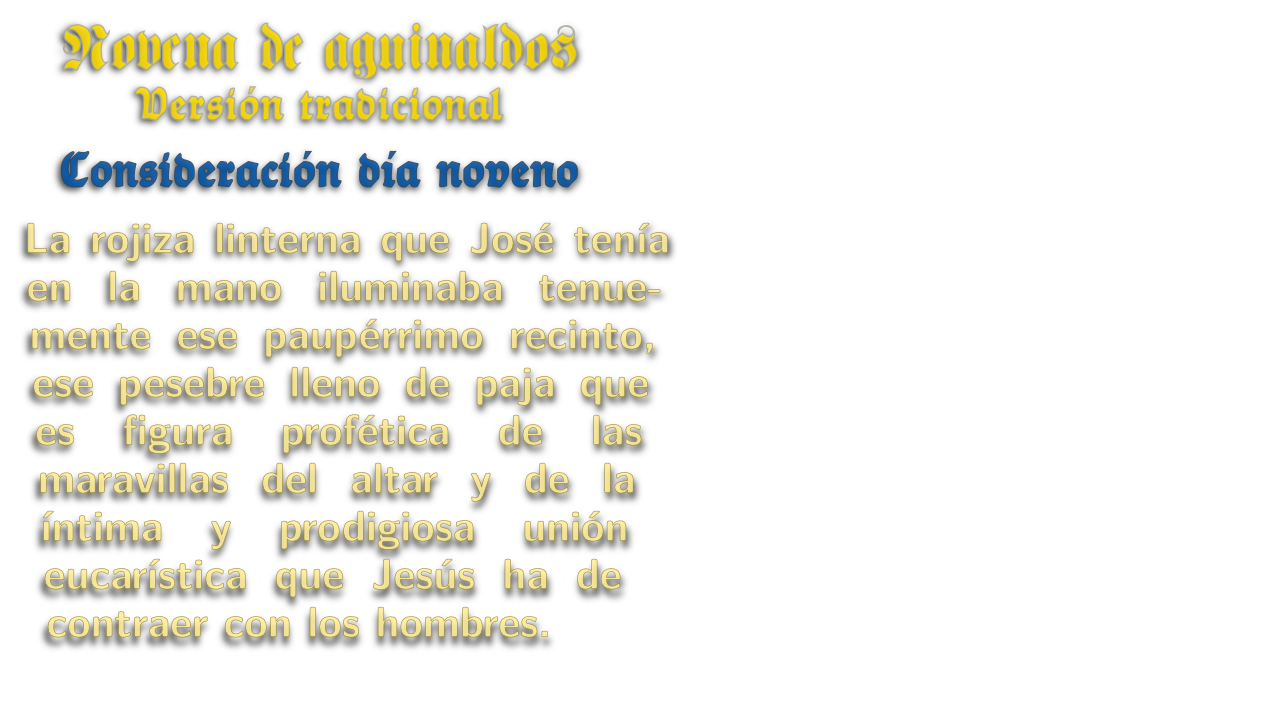 Novena de aguinaldos
Versión tradicional
Consideración día noveno
La rojiza linterna que José tenía
en la mano iluminaba tenue-
mente ese paupérrimo recinto,
ese pesebre lleno de paja que
es figura profética de las
maravillas del altar y de la
íntima y prodigiosa unión
eucarística que Jesús ha de
contraer con los hombres.